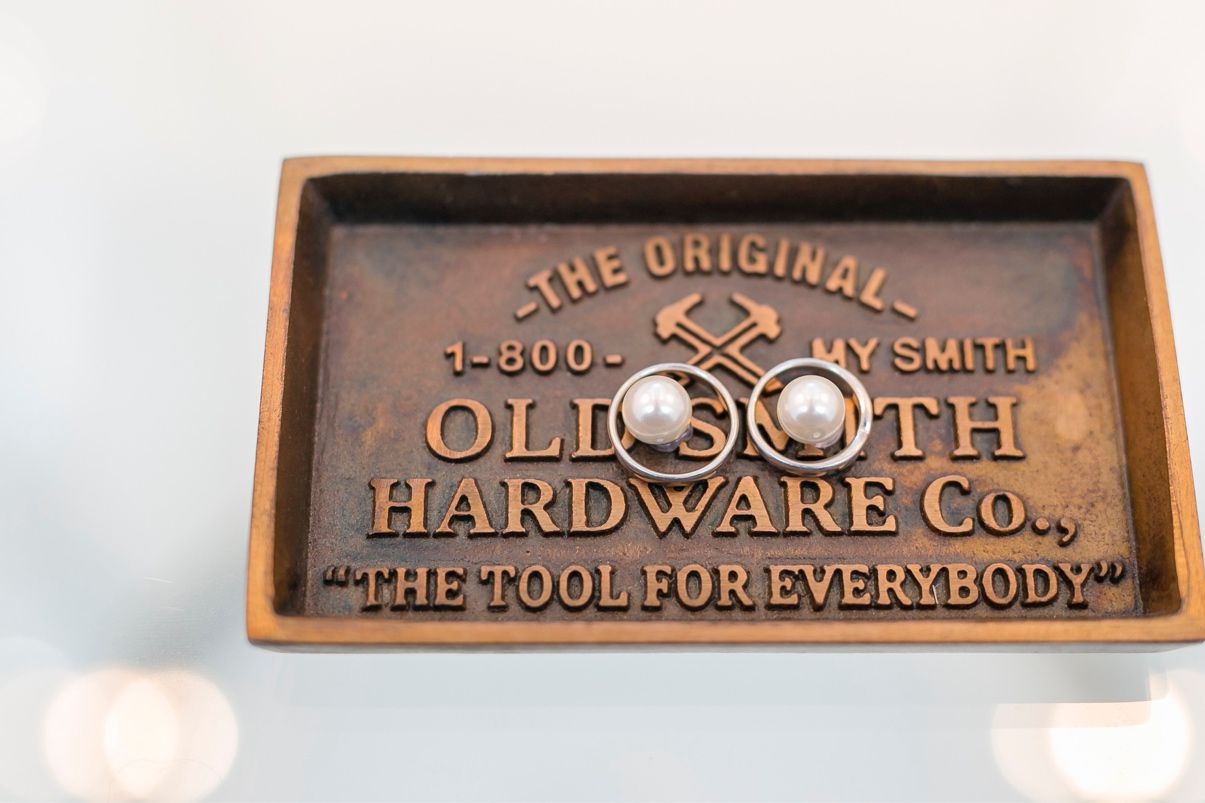 -THE ORIGINAL-
1-800- MY SMITH
OLD SMITH
HARDWARE Co.,
"THE TOOL FOR EVERYBODY"